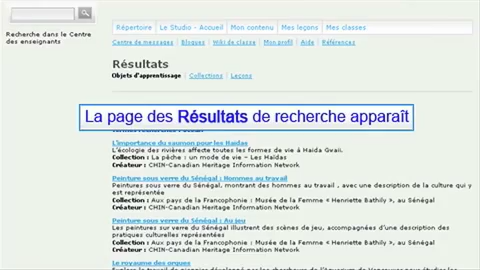 Répertoire | Le Studio - Accueil | Mon contenu | Mes leçons | Mes classes
Centre de messages | Blogues | Wiki de classe | Mon profil | Aide | Références
Recherche dans le Centre
des enseignants
Résultats
Objets d'apprentissage | Collections | Leçons
La page des Résultats de recherche apparaît
L'importance du saumon pour les Haïdas
L'écologie des rivières affecte toutes les formes de vie à Haida Gvaii.
Collection : La pêche : un mode de vie – Les Haïdas
Créateur : CHIN-Canadian Heritage Information Network
Peinture sous verre du Sénégal : Hommes au travail
Peintures sous verre du Sénégal, montrant des hommes au travail , avec une description de la culture qui y
est représentée
Collection : Aux pays de la Francophonie : Musée de la Femme « Henriette Bathily », au Sénégal
Créateur : CHIN-Canadian Heritage Information Network
Peinture sous verre du Sénégal : Au jeu
Les peintures sur verre du Sénégal illustrent des scènes de jeu, accompagnées d'une description des
pratiques culturelles représentées
Collection : Aux pays de la Francophonie : Musée de la Femme « Henriette Bathily », au Sénégal
Créateur : CHIN-Canadian Heritage Information Network
Le royaume des orques